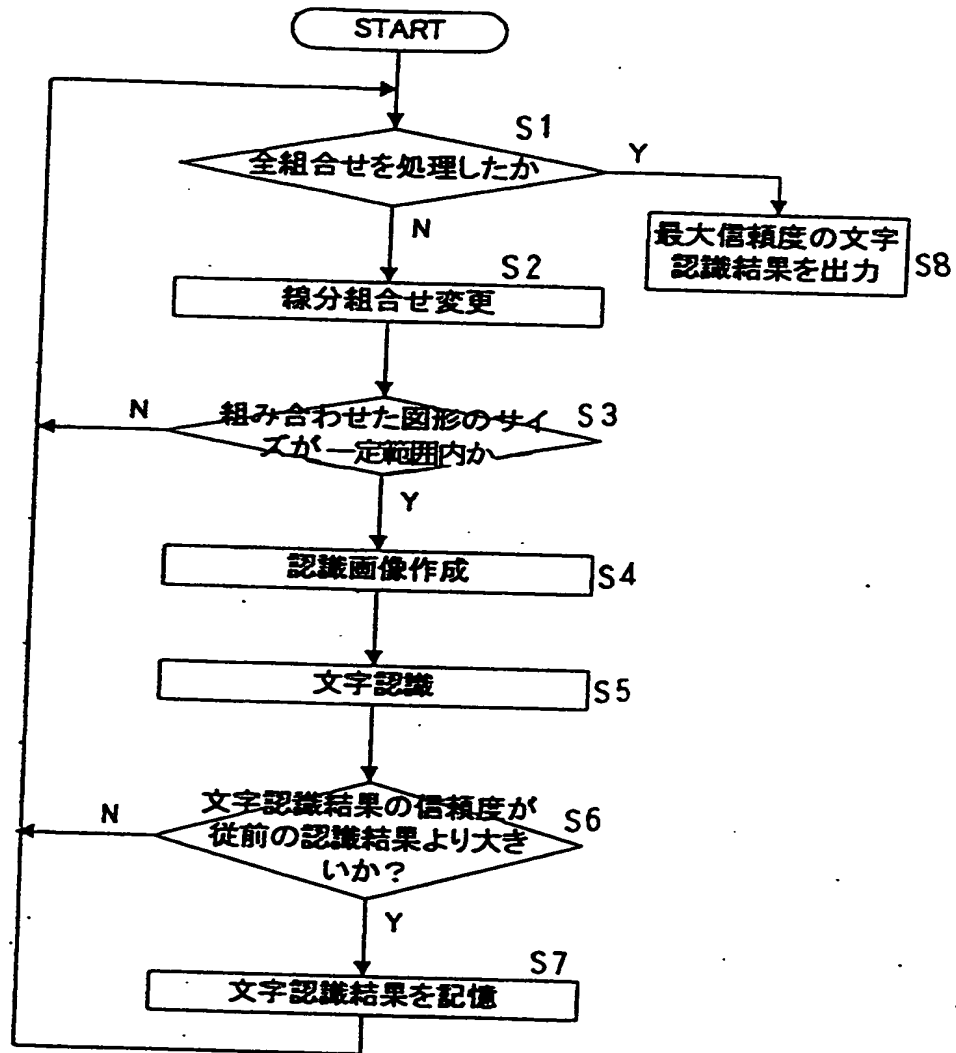 START
S1
全組合せを処理したか
Y
N
最大信頼度の文字
認識結果を出力
S8
S2
線分組合せ変更
N
組み合わせた図形のサイ
ズが一定範囲内か
S3
Y
認識画像作成
S4
文字認識
S5
N
文字認識結果の信頼度が
従前の認識結果より大き
いか？
S6
Y
S7
文字認識結果を記憶